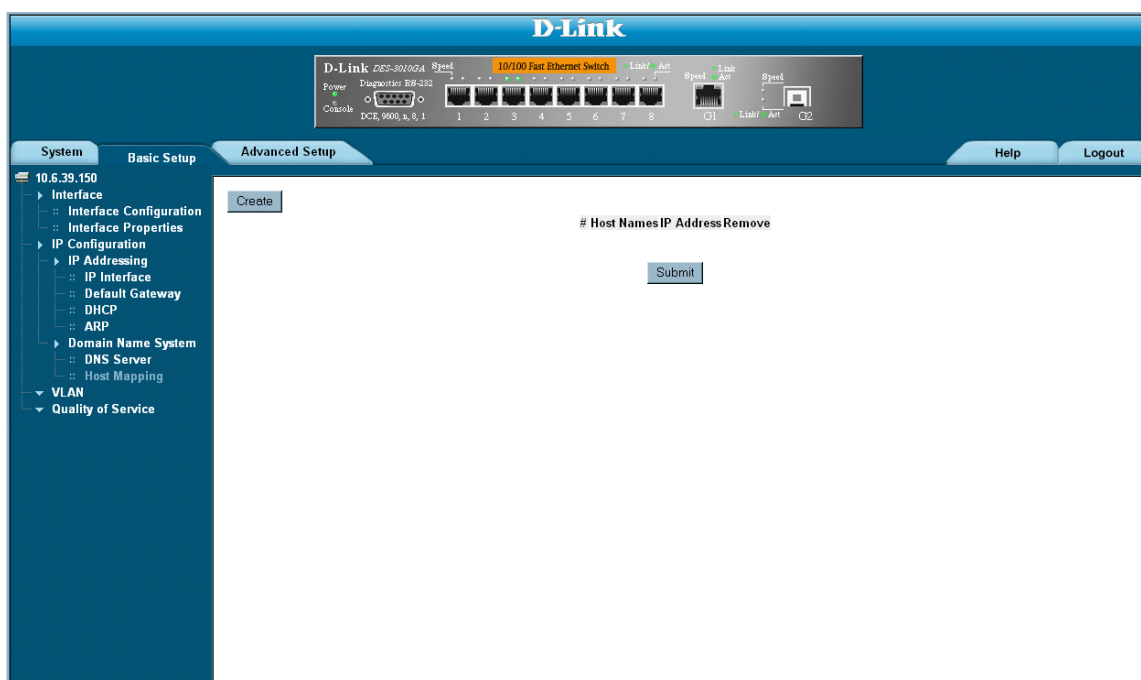 D-Link
D-Link DES-3010GA Speed 10/100 Fast Ethernet Switch Link/ Act
Link
Speed Act Speed
Power Diagnostics RS-232
Console
DCE, 9600, n, 8, 1
1 2 3 4 5 6 7 8 G1 Link/ Act G2
System Basic Setup Advanced Setup Help Logout
10.6.39.150
Interface
Interface Configuration
Interface Properties
IP Configuration
IP Addressing
IP Interface
Default Gateway
DHCP
ARP
Domain Name System
DNS Server
Host Mapping
VLAN
Quality of Service
Create
# Host Names IP Address Remove
Submit